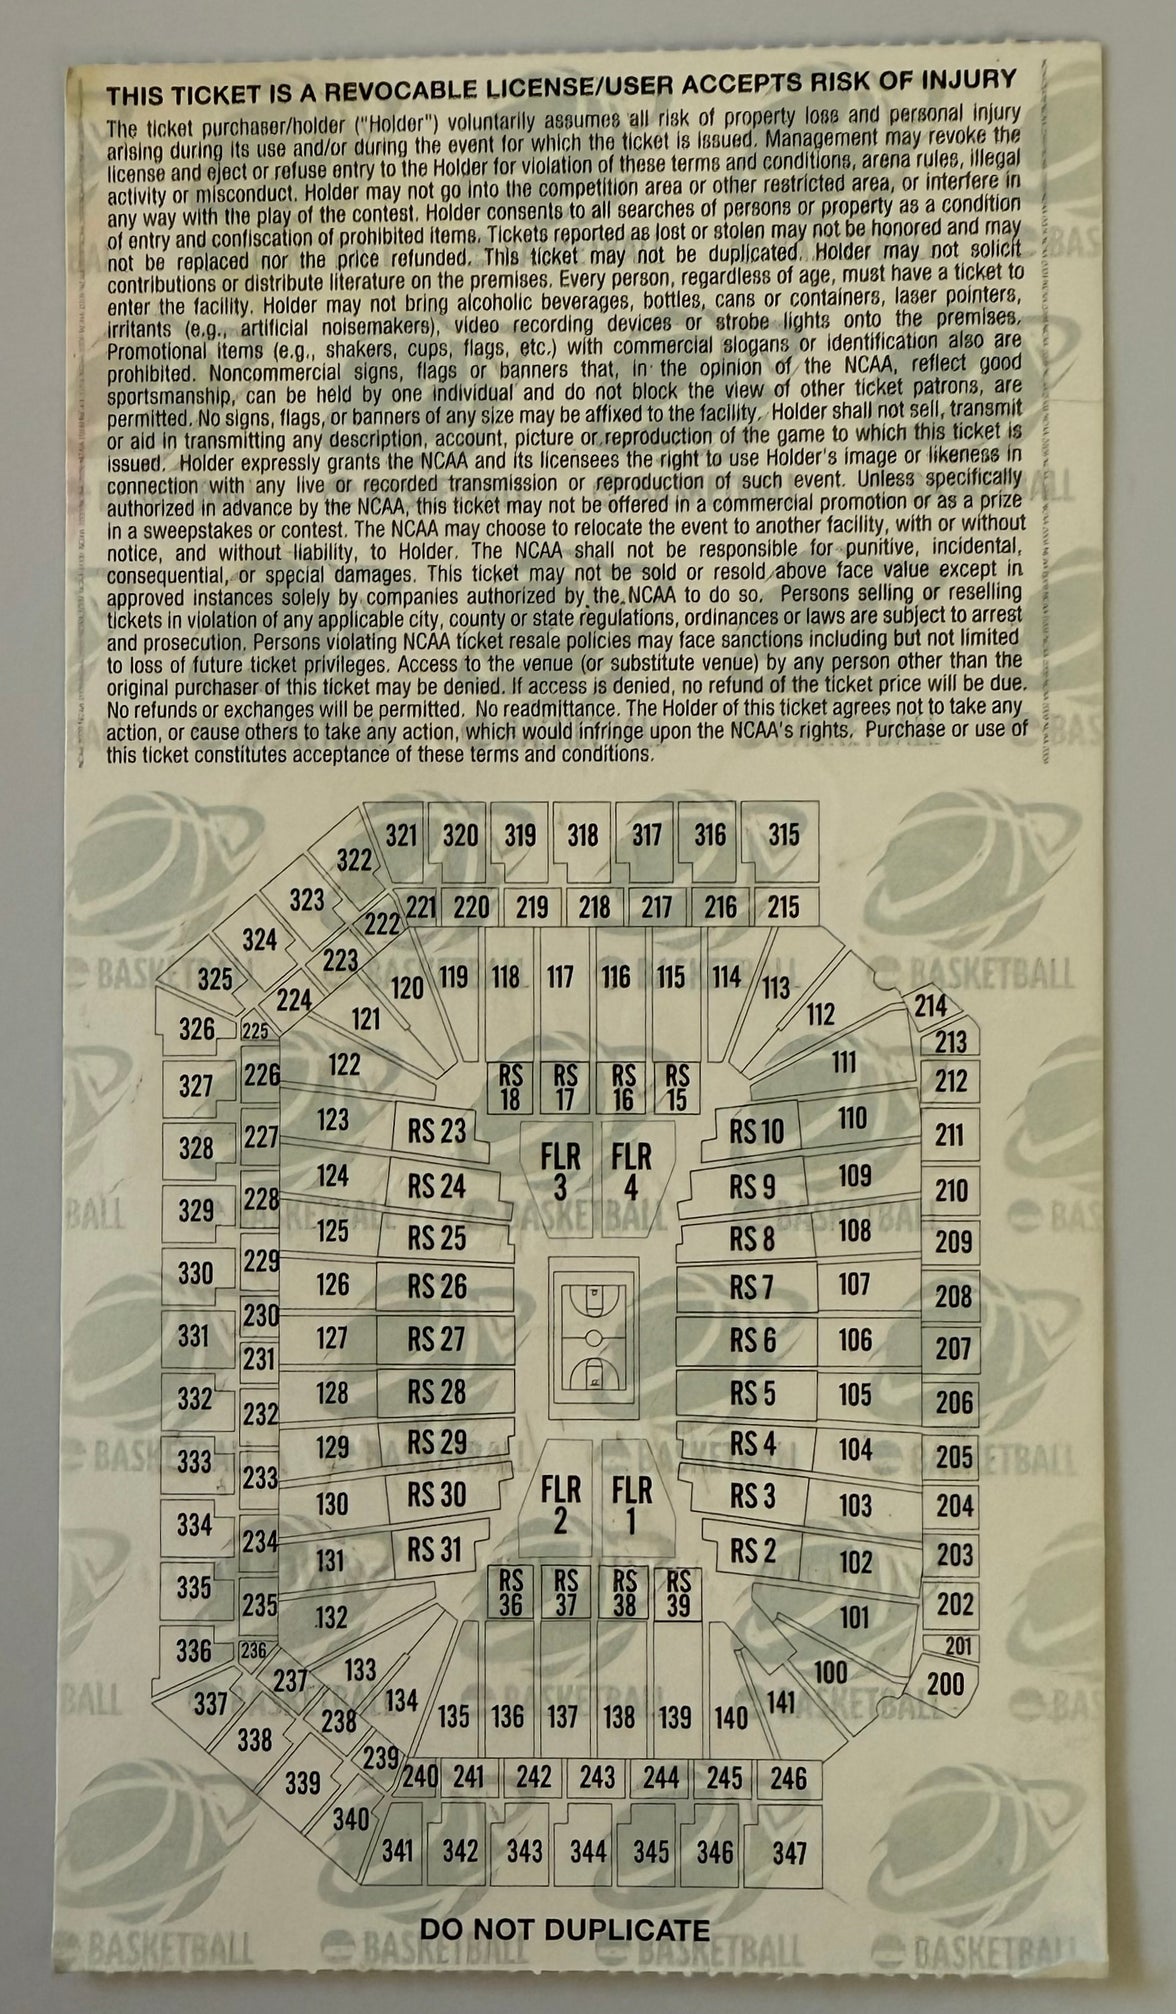 THIS TICKET IS A REVOCABLE LICENSE/USER ACCEPTS RISK OF INJURY
The ticket purchaser/holder ("Holder") voluntarily assumes all risk of property loss and personal injury
arising during its use and/or during the event for which the ticket is issued. Management may revoke the
license and eject or refuse entry to the Holder for violation of these terms and conditions, arena rules, illegal
activity or misconduct. Holder may not go into the competition area or other restricted area, or interfere in
any way with the play of the contest. Holder consents to all searches of persons or property as a condition
of entry and confiscation of prohibited items. Tickets reported as lost or stolen may not be honored and may
not be replaced nor the price refunded. This ticket may not be duplicated. Holder may not solicit
contributions or distribute literature on the premises. Every person, regardless of age, must have a ticket to
enter the facility. Holder may not bring alcoholic beverages, bottles, cans or containers, laser pointers,
irritants (e.g., artificial noisemakers), video recording devices or strobe lights onto the premises.
Promotional items (e.g., shakers, cups, flags, etc.) with commercial slogans or identification also are
prohibited. Noncommercial signs, flags or banners that, in the opinion of the NCAA, reflect good
sportsmanship, can be held by one individual and do not block the view of other ticket patrons, are
permitted. No signs, flags, or banners of any size may be affixed to the facility. Holder shall not sell, transmit
or aid in transmitting any description, account, picture or reproduction of the game to which this ticket is
issued. Holder expressly grants the NCAA and its licensees the right to use Holder's image or likeness in
connection with any live or recorded transmission or reproduction of such event. Unless specifically
authorized in advance by the NCAA, this ticket may not be offered in a commercial promotion or as a prize
in a sweepstakes or contest. The NCAA may choose to relocate the event to another facility, with or without
notice, and without liability, to Holder. The NCAA shall not be responsible for punitive, incidental,
consequential, or special damages. This ticket may not be sold or resold above face value except in
approved instances solely by companies authorized by the NCAA to do so. Persons selling or reselling
tickets in violation of any applicable city, county or state regulations, ordinances or laws are subject to arrest
and prosecution. Persons violating NCAA ticket resale policies may face sanctions including but not limited
to loss of future ticket privileges. Access to the venue (or substitute venue) by any person other than the
original purchaser of this ticket may be denied. If access is denied, no refund of the ticket price will be due.
No refunds or exchanges will be permitted. No readmittance. The Holder of this ticket agrees not to take any
action, or cause others to take any action, which would infringe upon the NCAA's rights. Purchase or use of
this ticket constitutes acceptance of these terms and conditions.
321 320 319 318 317 316 315
322
323
324
325
326
221 220 219 218 217 216 215
222
223
224
225
120 119 118 117 116 115 114 113
121
112
214
213
122 111
327 226 212
RS 18 RS 17 RS 16 RS 15
328 227 123 RS 23 RS 10 110 211
FLR 3 FLR 4
329 228 124 RS 24 RS 9 109 210
229 125 RS 25 RS 8 108 209
330 126 RS 26 RS 7 107 208
331 230 127 RS 27 RS 6 106 207
231
332 232 128 RS 28 RS 5 105 206
333 233 129 RS 29 RS 4 104 205
FLR 2 FLR 1
334 234 130 RS 30 RS 3 103 204
131 RS 31 RS 2 102 203
335 235 132 101 202
RS 36 RS 37 RS 38 RS 39
336 236 201
237 133 100 200
337 134 141
338 238 135 136 137 138 139 140
339 239
240 241 242 243 244 245 246
340
341 342 343 344 345 346 347
DO NOT DUPLICATE
BASKETBALL BASKETBALL BASKETBALL BASKETBALL